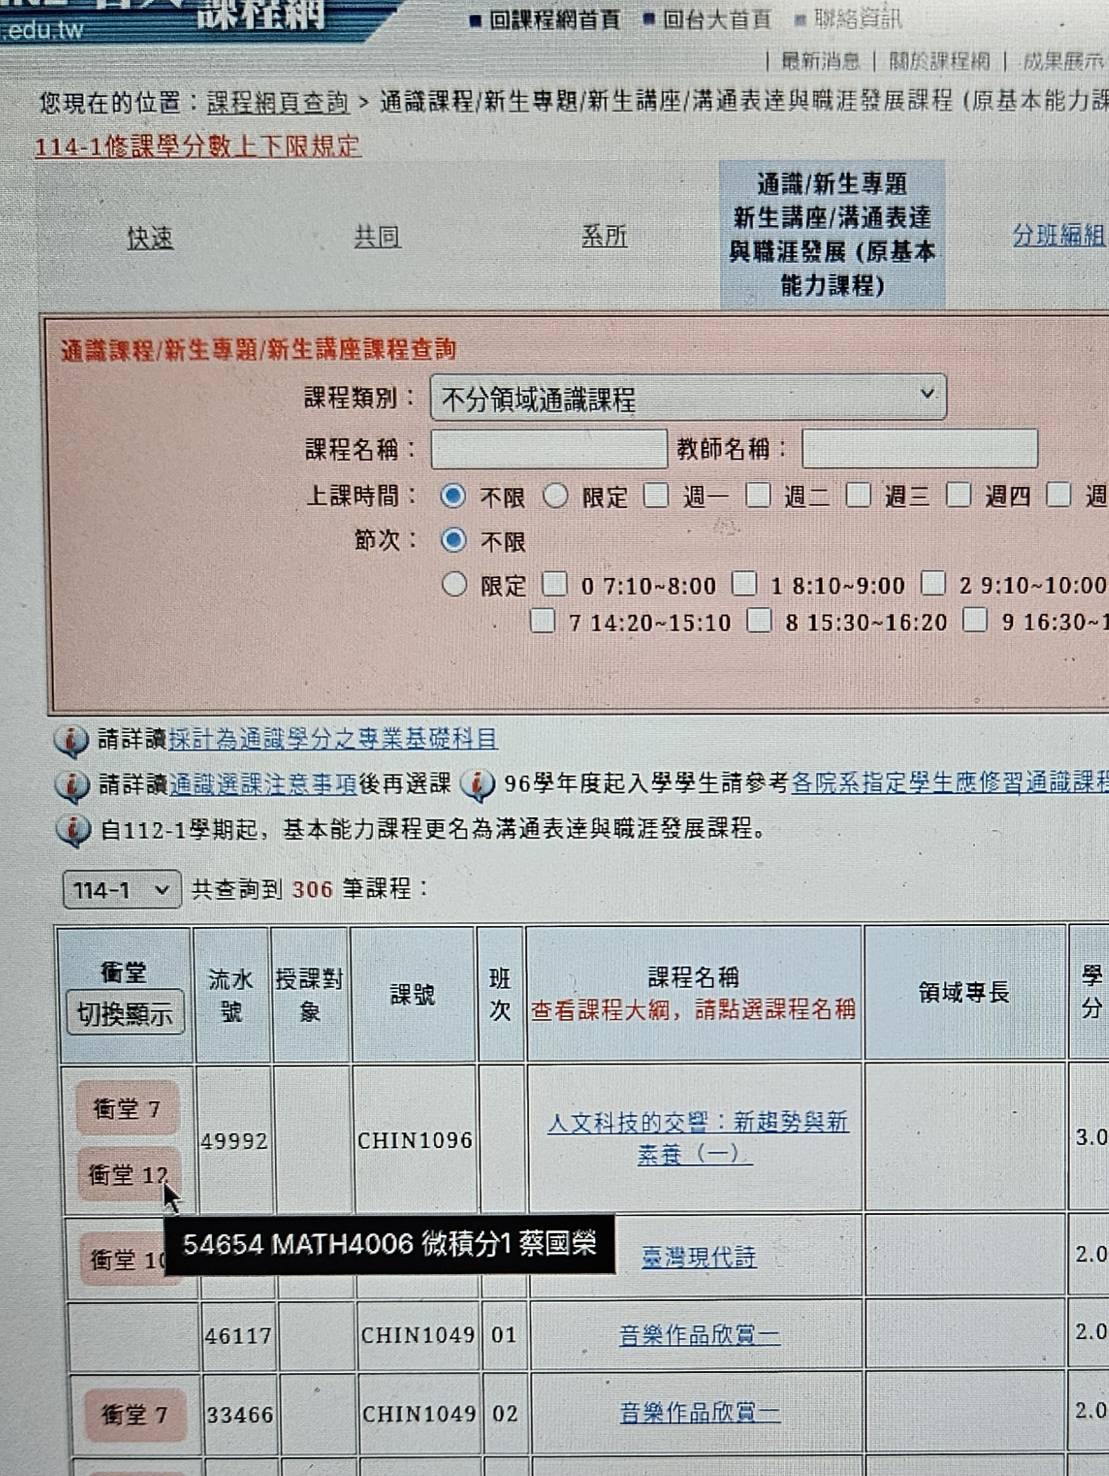 .edu.tw
課程網
回課程網首頁 回台大首頁 聯絡資訊
| 最新消息 | 關於課程網 | 成果展示
您現在的位置：課程網頁查詢 > 通識課程/新生專題/新生講座/溝通表達與職涯發展課程 (原基本能力課
114-1修課學分數上下限規定
快速
共同
系所
通識/新生專題
新生講座/溝通表達
與職涯發展 (原基本
能力課程)
分班編組
通識課程/新生專題/新生講座課程查詢
課程類別： 不分領域通識課程
課程名稱： 教師名稱：
上課時間： 不限 限定 週一 週二 週三 週四 週
節次： 不限
限定 0 7:10~8:00 1 8:10~9:00 2 9:10~10:00
7 14:20~15:10 8 15:30~16:20 9 16:30~1
請詳讀採計為通識學分之專業基礎科目
請詳讀通識選課注意事項後再選課 96學年度起入學學生請參考各院系指定學生應修習通識課程
自112-1學期起，基本能力課程更名為溝通表達與職涯發展課程。
114-1 共查詢到 306 筆課程：
衝堂
切換顯示
流水
號
授課對
象
課號
班
次
課程名稱
查看課程大綱，請點選課程名稱
領域專長
學
分
衝堂 7
衝堂 12
49992
CHIN1096
人文科技的交響：新趨勢與新
素養（一）
3.0
衝堂 10
54654 MATH4006 微積分1 蔡國榮
臺灣現代詩
2.0
46117 CHIN1049 01 音樂作品欣賞一 2.0
衝堂 7 33466 CHIN1049 02 音樂作品欣賞一 2.0